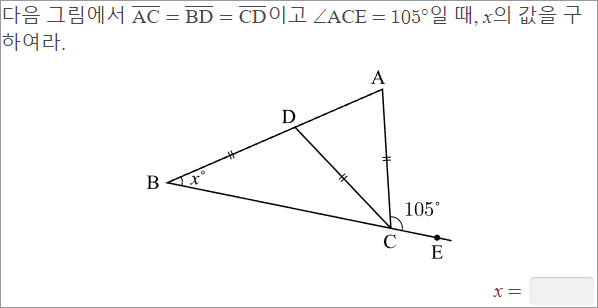 다음 그림에서 AC = BD = CD이고 ∠ACE = 105°일 때, x의 값을 구
하여라.
A
D
B
x°
105°
C
E
x =